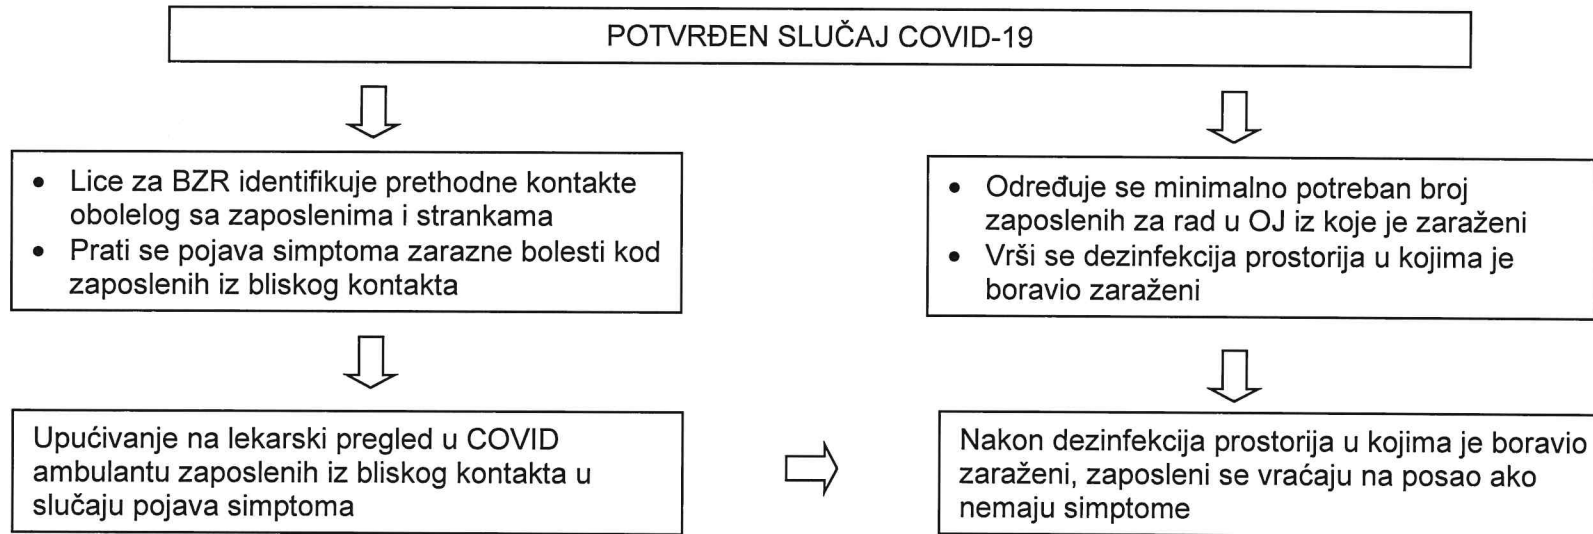 POTVRĐEN SLUČAJ COVID-19
• Lice za BZR identifikuje prethodne kontakte
obolelog sa zaposlenima i strankama
• Prati se pojava simptoma zarazne bolesti kod
zaposlenih iz bliskog kontakta
• Određuje se minimalno potreban broj
zaposlenih za rad u OJ iz koje je zaraženi
• Vrši se dezinfekcija prostorija u kojima je
boravio zaraženi
Upućivanje na lekarski pregled u COVID
ambulantu zaposlenih iz bliskog kontakta u
slučaju pojava simptoma
Nakon dezinfekcija prostorija u kojima je boravio
zaraženi, zaposleni se vraćaju na posao ako
nemaju simptome